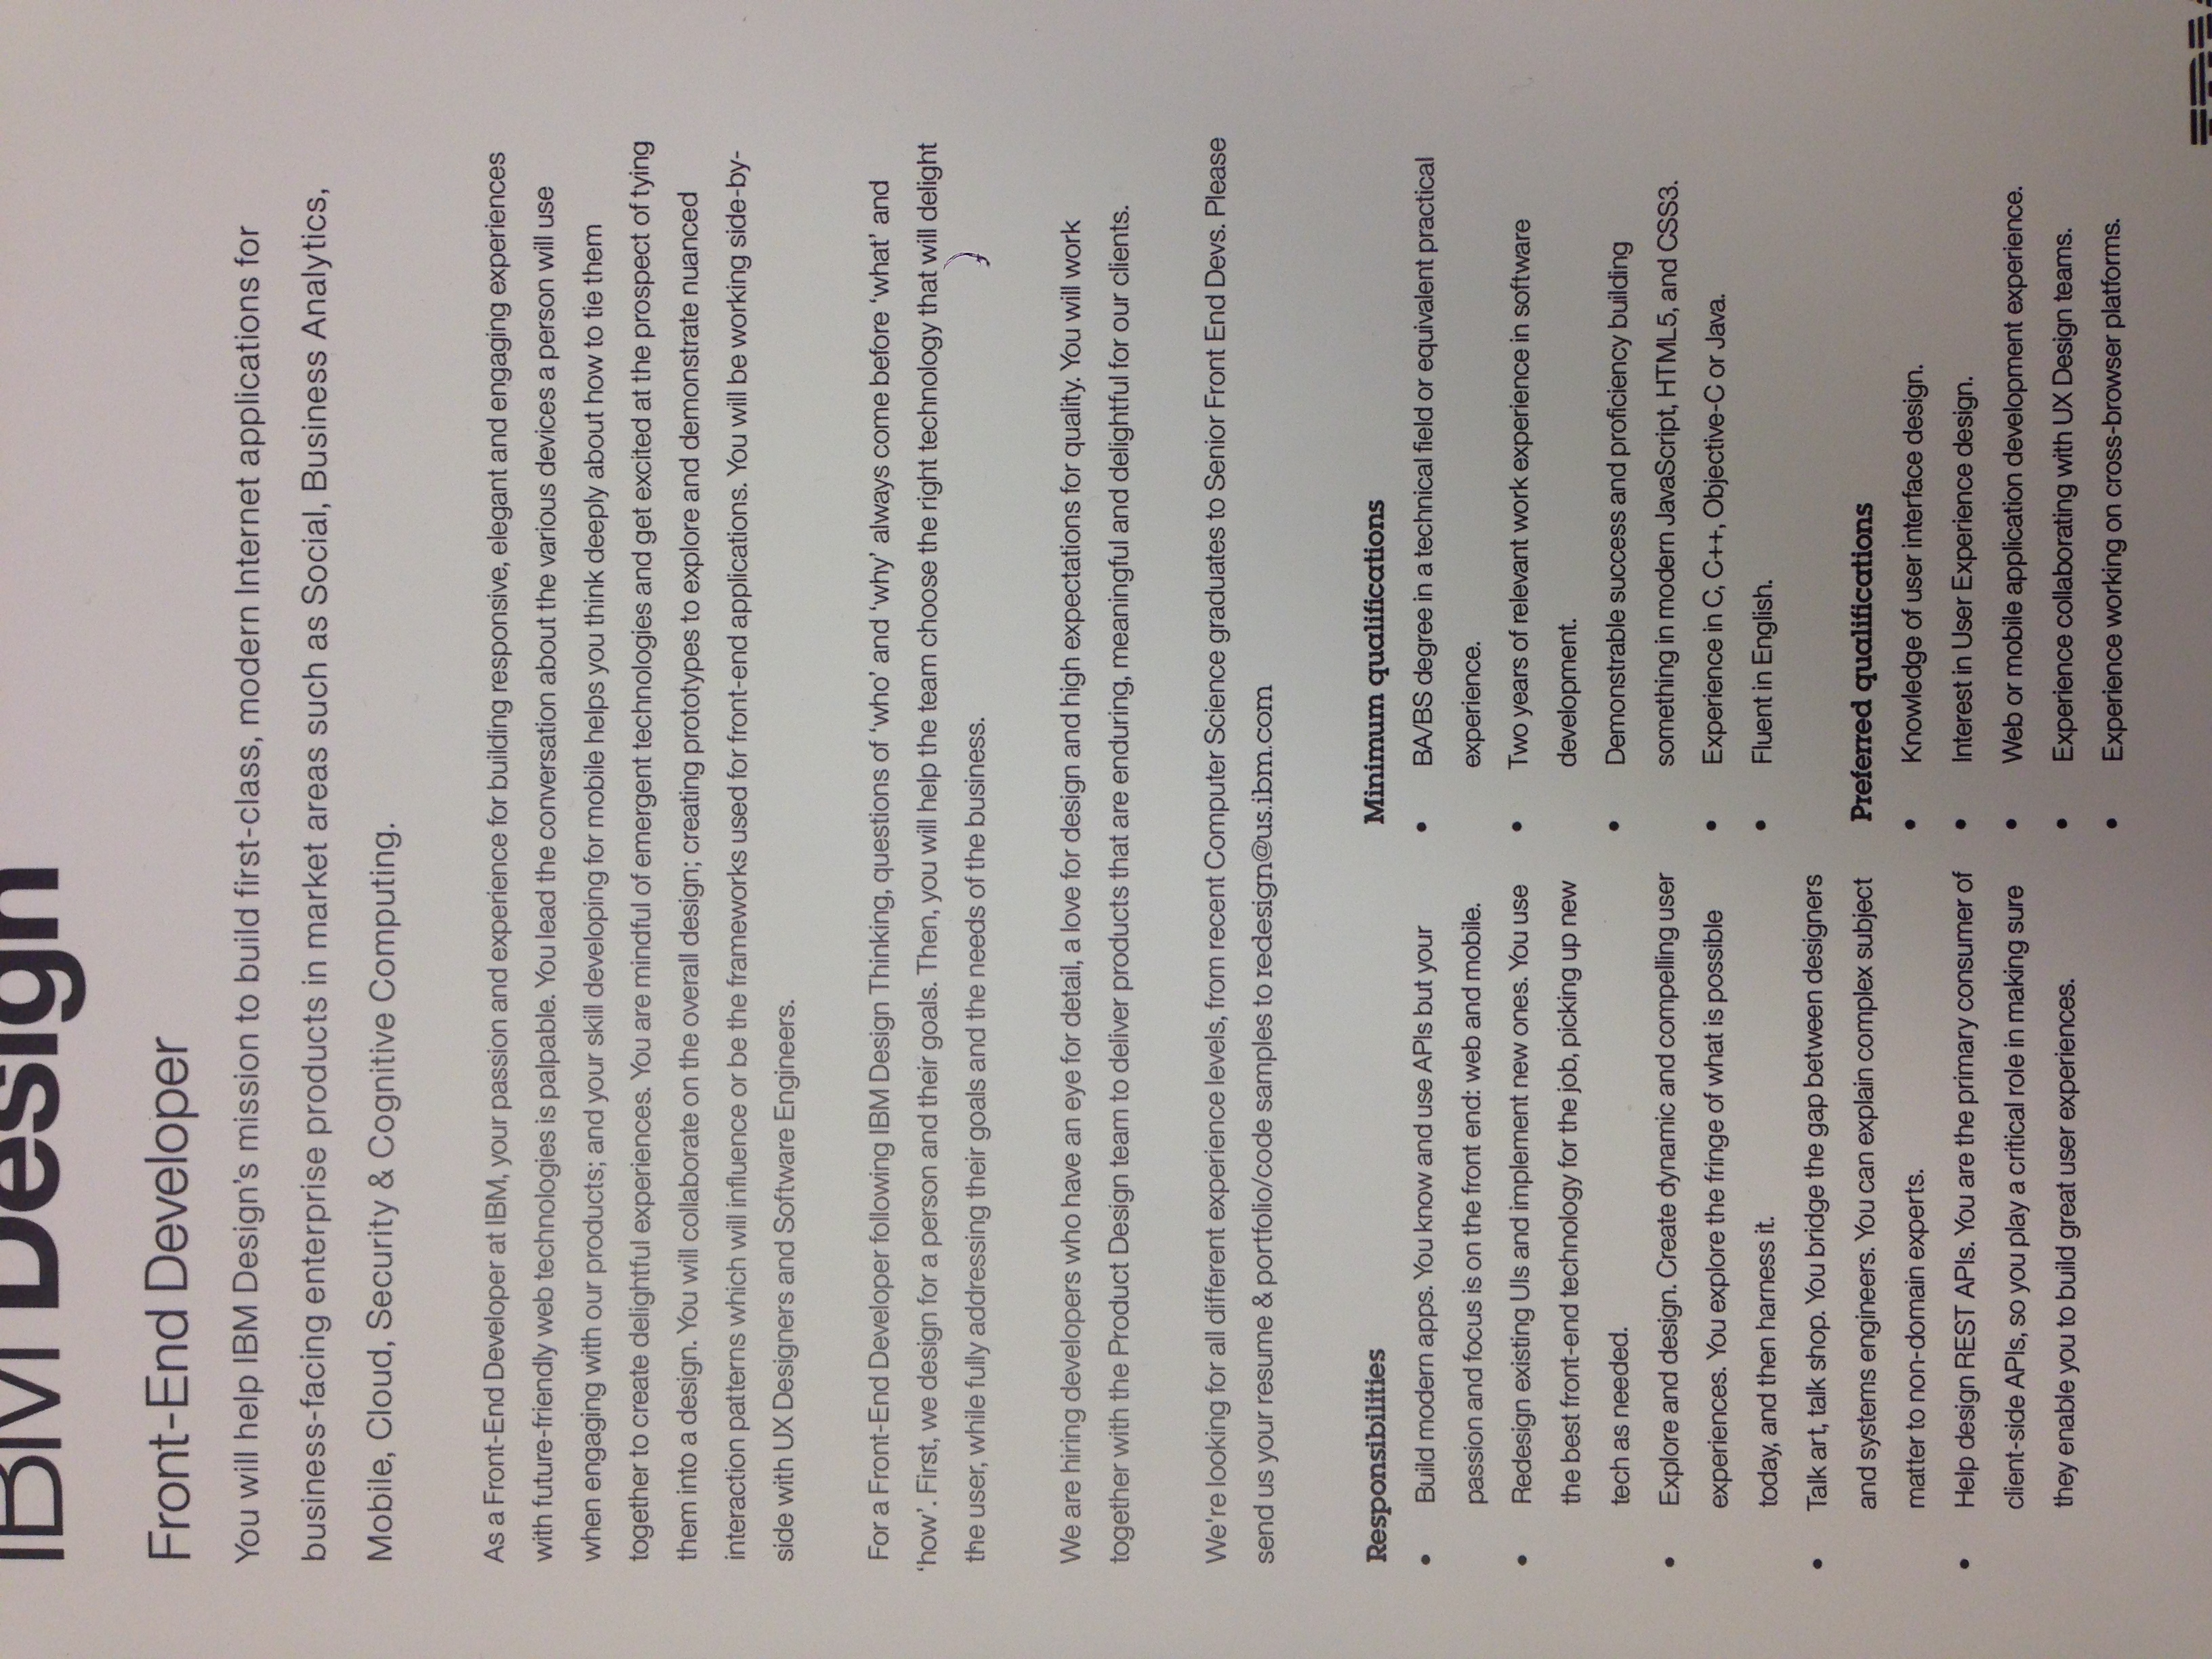 IBM Design
Front-End Developer
You will help IBM Design's mission to build first-class, modern Internet applications for
business-facing enterprise products in market areas such as Social, Business Analytics,
Mobile, Cloud, Security & Cognitive Computing.
As a Front-End Developer at IBM, your passion and experience for building responsive, elegant and engaging experiences
with future-friendly web technologies is palpable. You lead the conversation about the various devices a person will use
when engaging with our products; and your skill developing for mobile helps you think deeply about how to tie them
together to create delightful experiences. You are mindful of emergent technologies and get excited at the prospect of tying
them into a design. You will collaborate on the overall design; creating prototypes to explore and demonstrate nuanced
interaction patterns which will influence or be the frameworks used for front-end applications. You will be working side-by-
side with UX Designers and Software Engineers.
For a Front-End Developer following IBM Design Thinking, questions of ‘who’ and ‘why’ always come before ‘what’ and
‘how’. First, we design for a person and their goals. Then, you will help the team choose the right technology that will delight
the user, while fully addressing their goals and the needs of the business.
We are hiring developers who have an eye for detail, a love for design and high expectations for quality. You will work
together with the Product Design team to deliver products that are enduring, meaningful and delightful for our clients.
We're looking for all different experience levels, from recent Computer Science graduates to Senior Front End Devs. Please
send us your resume & portfolio/code samples to redesign@us.ibm.com
Responsibilities
• Build modern apps. You know and use APIs but your
passion and focus is on the front end: web and mobile.
• Redesign existing UIs and implement new ones. You use
the best front-end technology for the job, picking up new
tech as needed.
• Explore and design. Create dynamic and compelling user
experiences. You explore the fringe of what is possible
today, and then harness it.
• Talk art, talk shop. You bridge the gap between designers
and systems engineers. You can explain complex subject
matter to non-domain experts.
• Help design REST APIs. You are the primary consumer of
client-side APIs, so you play a critical role in making sure
they enable you to build great user experiences.
Minimum qualifications
• BA/BS degree in a technical field or equivalent practical
experience.
• Two years of relevant work experience in software
development.
• Demonstrable success and proficiency building
something in modern JavaScript, HTML5, and CSS3.
• Experience in C, C++, Objective-C or Java.
• Fluent in English.
Preferred qualifications
• Knowledge of user interface design.
• Interest in User Experience design.
• Web or mobile application development experience.
• Experience collaborating with UX Design teams.
• Experience working on cross-browser platforms.